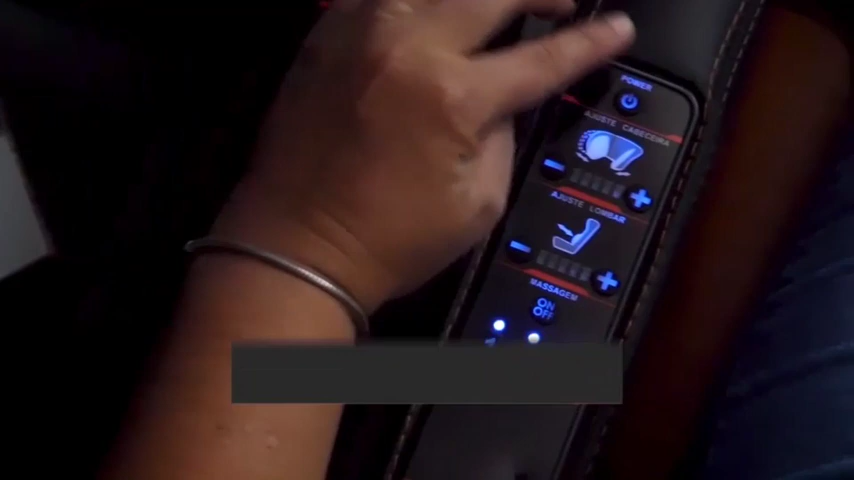 POWER
AJUSTE CABECEIRA
AJUSTE LOMBAR
MASSAGEM
ON
OFF